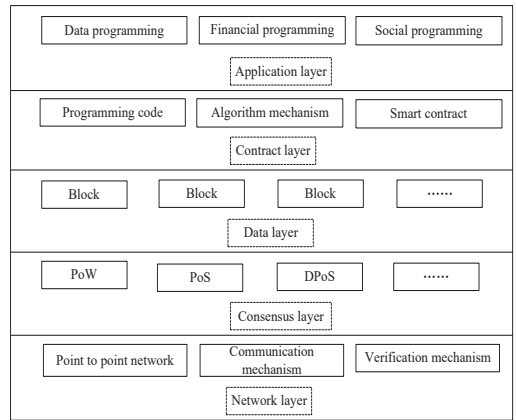 Data programming
Financial programming
Social programming
Application layer
Programming code
Algorithm mechanism
Smart contract
Contract layer
Block
Block
Block
······
Data layer
PoW
PoS
DPoS
······
Consensus layer
Point to point network
Communication
mechanism
Verification mechanism
Network layer